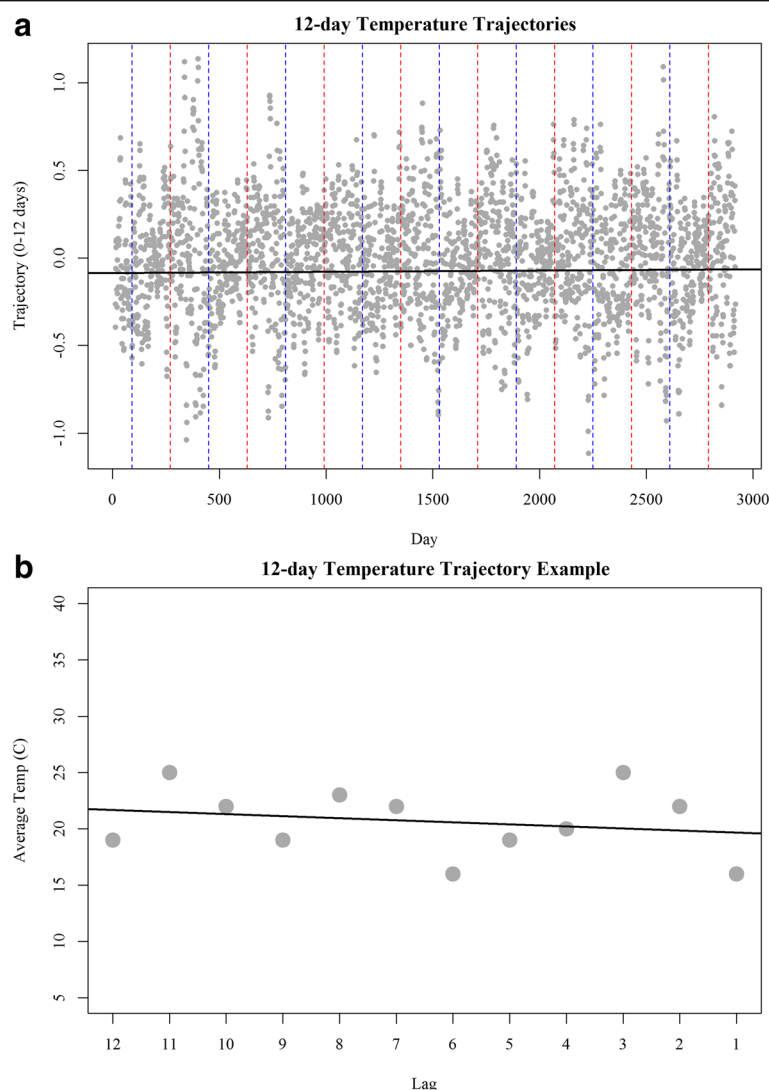 a
12-day Temperature Trajectories
Trajectory (0-12 days)
1.0
0.5
0.0
-0.5
-1.0
0 500 1000 1500 2000 2500 3000
Day
b
12-day Temperature Trajectory Example
Average Temp (C)
40
35
30
25
20
15
10
5
12 11 10 9 8 7 6 5 4 3 2 1
Lag